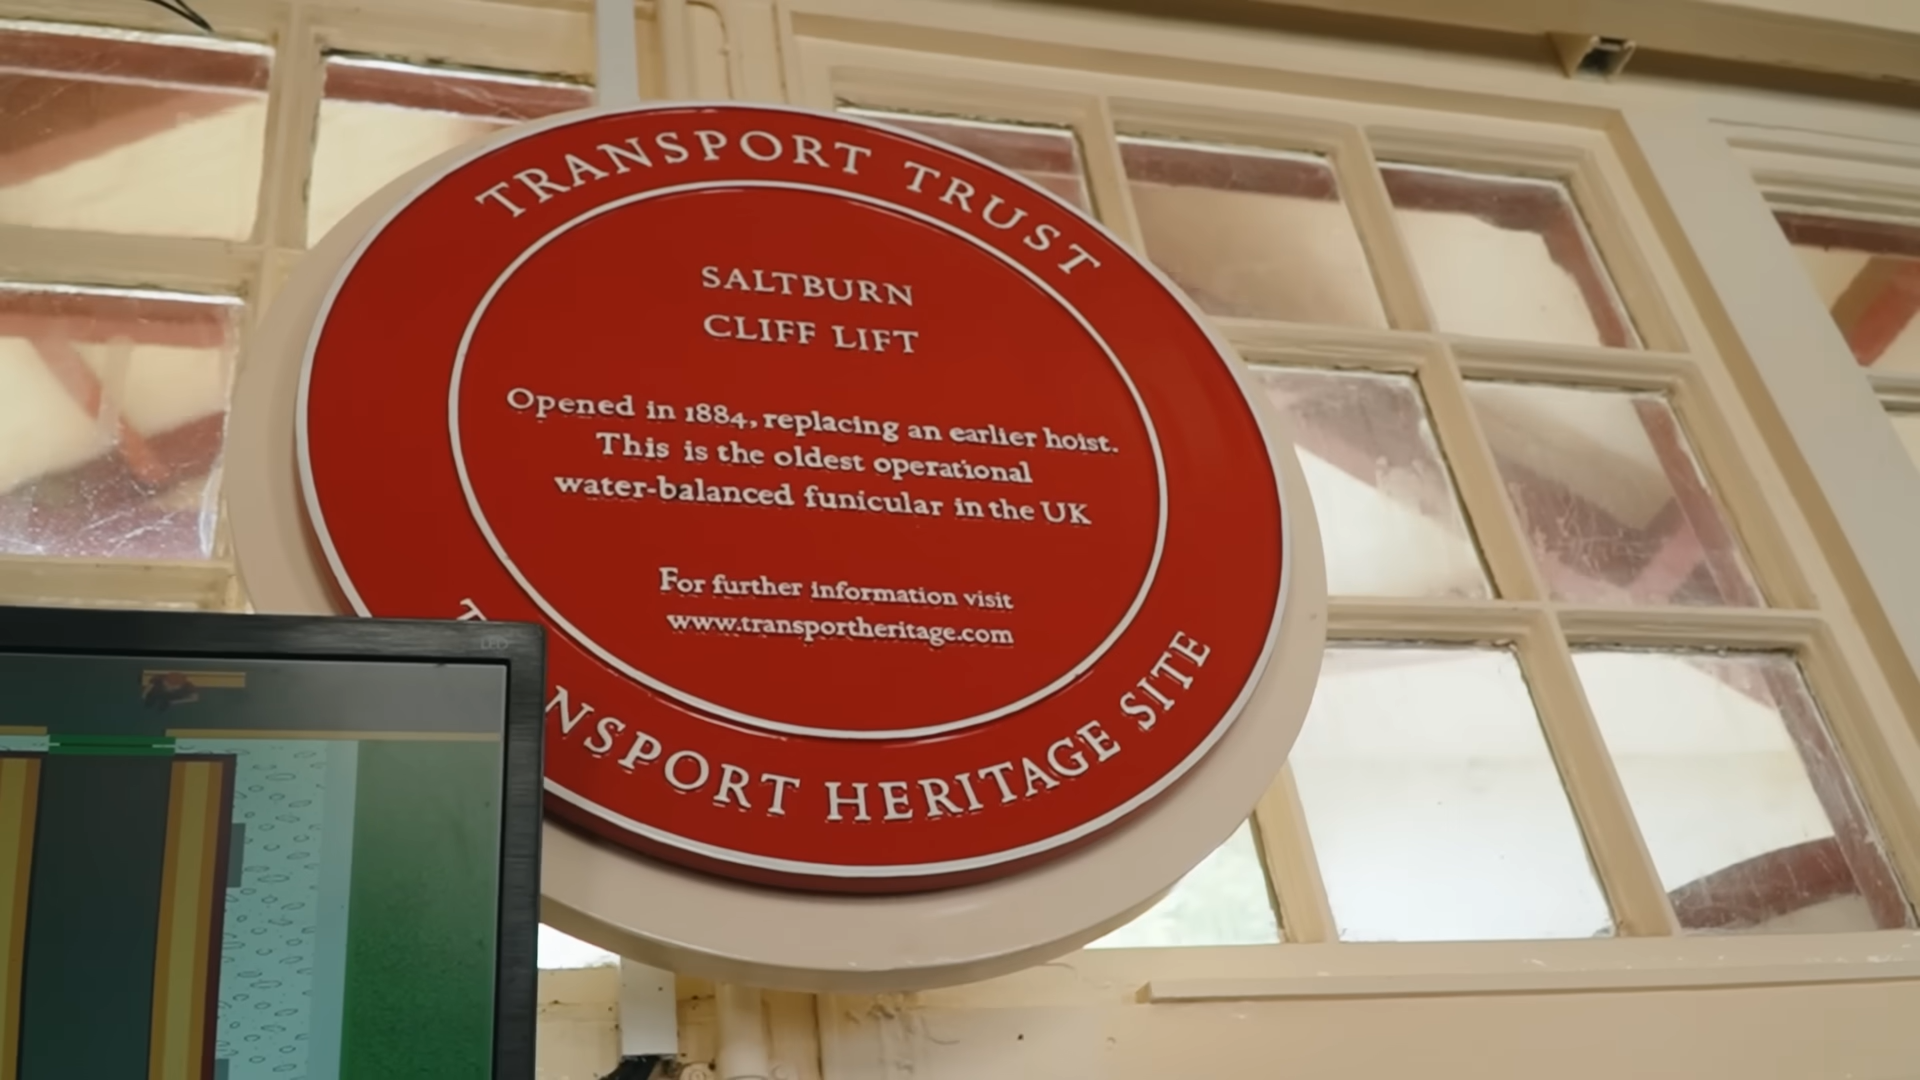 TRANSPORT TRUST
SALTBURN
CLIFF LIFT
Opened in 1884, replacing an earlier hoist.
This is the oldest operational
water-balanced funicular in the UK
For further information visit
www.transportheritage.com
T NSPORT HERITAGE SITE
LED